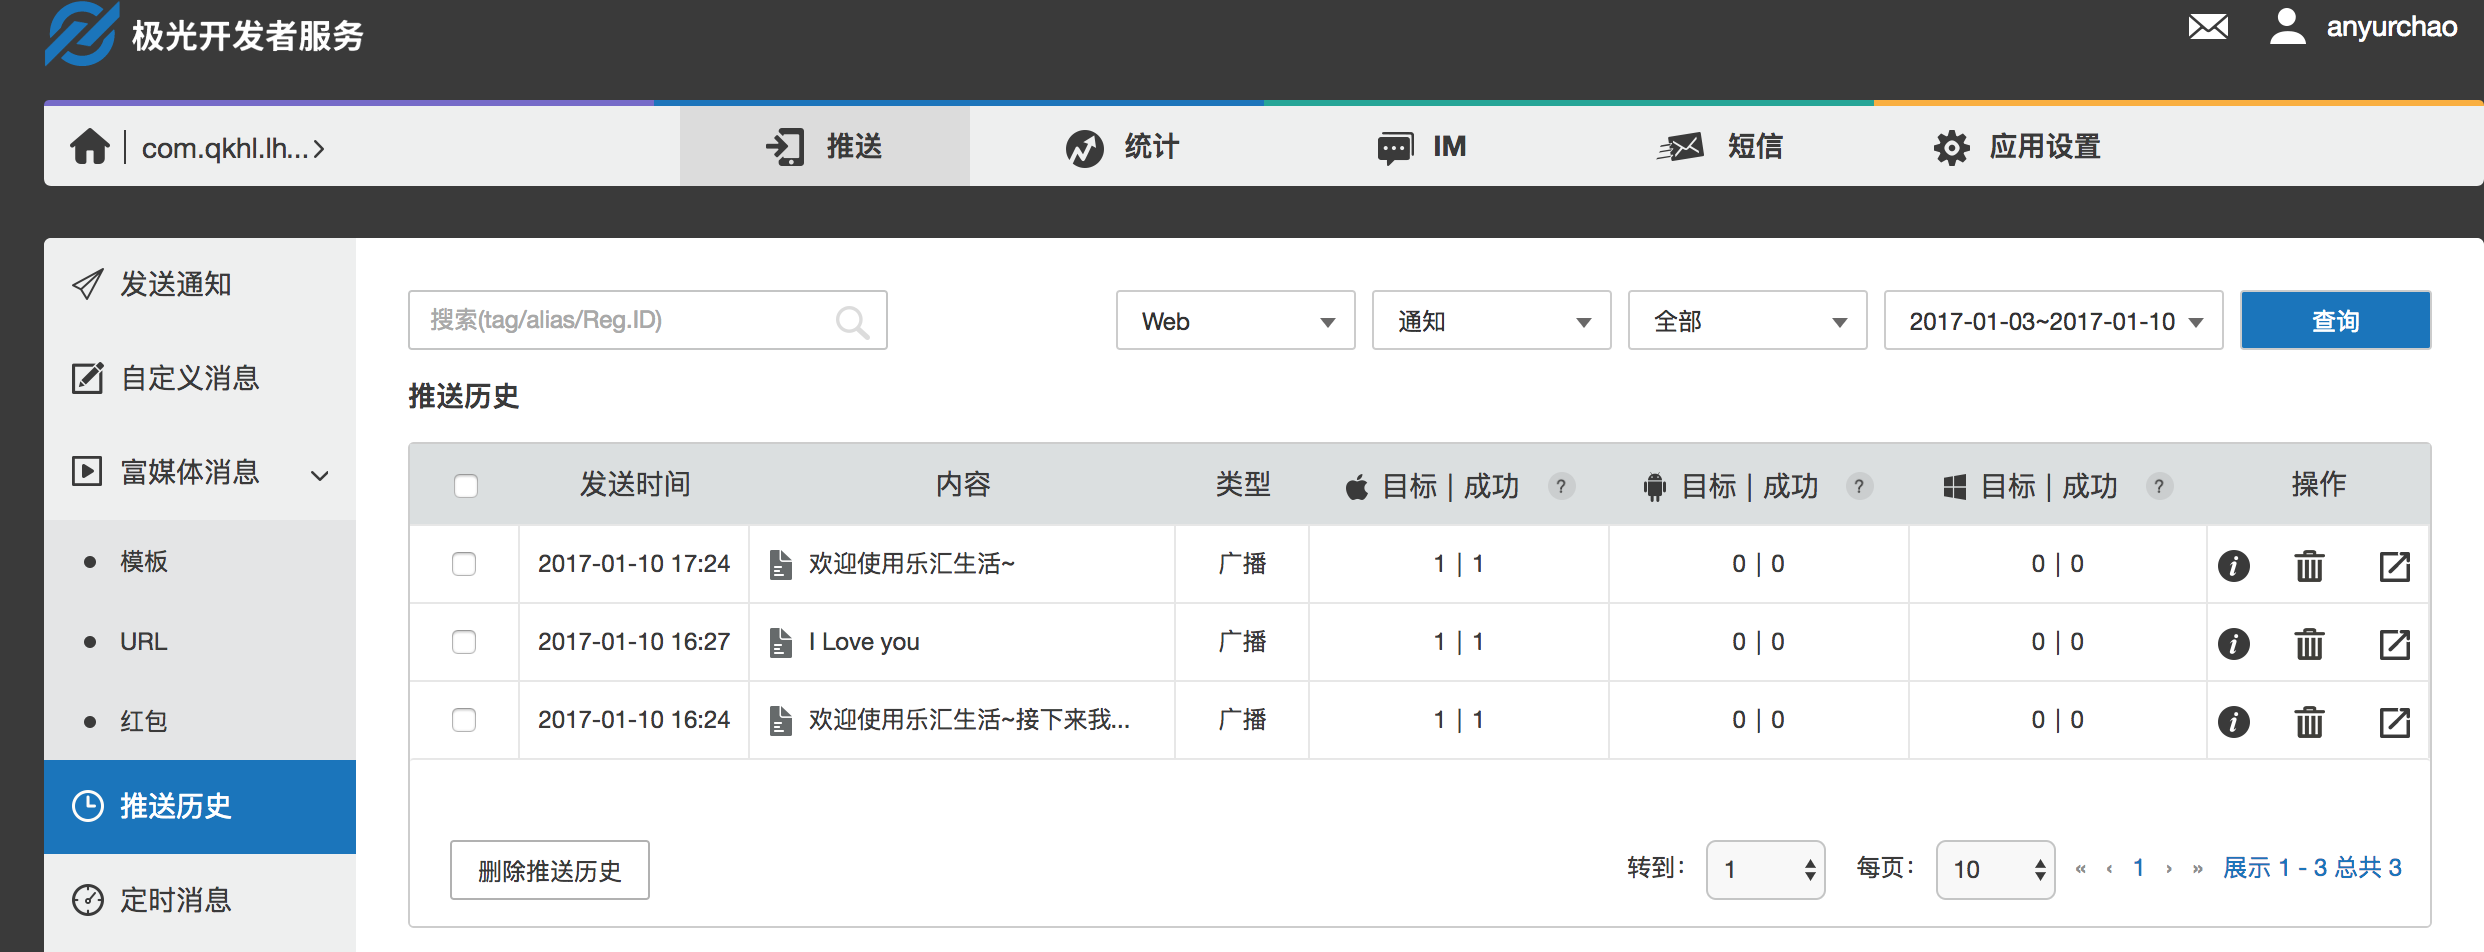 极光开发者服务
anyurchao
com.qkhl.lh...
推送
统计
IM
短信
应用设置
发送通知
自定义消息
富媒体消息
模板
URL
红包
推送历史
定时消息
搜索(tag/alias/Reg.ID)
Web
通知
全部
2017-01-03~2017-01-10
查询
推送历史
发送时间 内容 类型 目标 | 成功 ? 目标 | 成功 ? 目标 | 成功 ? 操作
2017-01-10 17:24 欢迎使用乐汇生活~ 广播 1 | 1 0 | 0 0 | 0
2017-01-10 16:27 I Love you 广播 1 | 1 0 | 0 0 | 0
2017-01-10 16:24 欢迎使用乐汇生活~接下来我... 广播 1 | 1 0 | 0 0 | 0
删除推送历史
转到： 1 每页： 10 « ‹ 1 › » 展示 1 - 3 总共 3